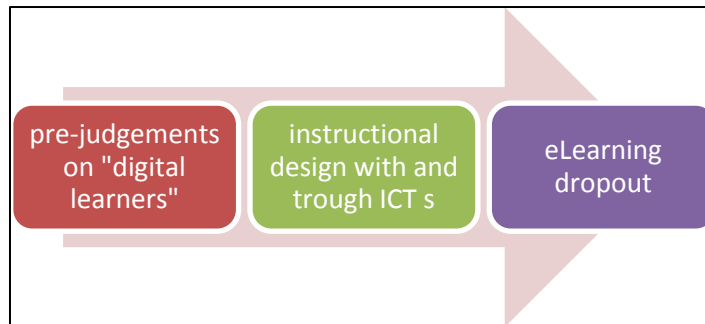 pre-judgements
on "digital
learners"
instructional
design with and
trough ICT s
eLearning
dropout